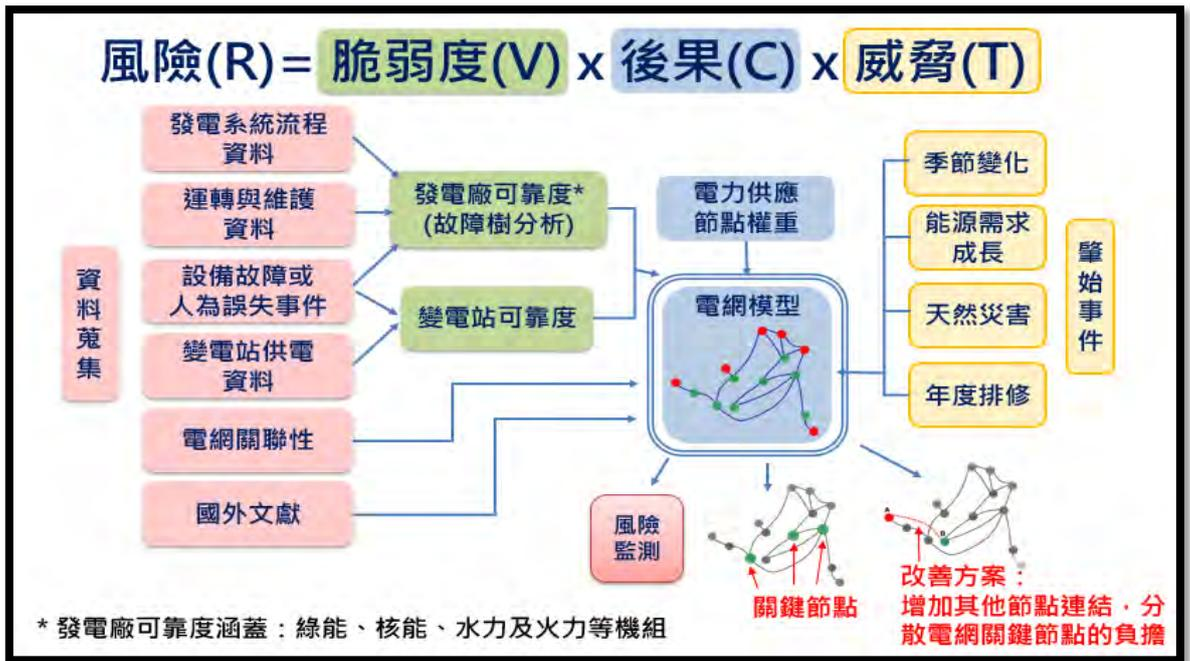 風險(R)=脆弱度(V)x後果(C)x威脅(T)
資料蒐集
發電系統流程
資料
運轉與維護
資料
設備故障或
人為誤失事件
變電站供電
資料
電網關聯性
國外文獻
發電廠可靠度*
(故障樹分析)
變電站可靠度
電力供應
節點權重
電網模型
季節變化
能源需求
成長
天然災害
年度排修
肇始事件
風險
監測
關鍵節點
A
B
改善方案：
增加其他節點連結，分
散電網關鍵節點的負擔
* 發電廠可靠度涵蓋：綠能、核能、水力及火力等機組